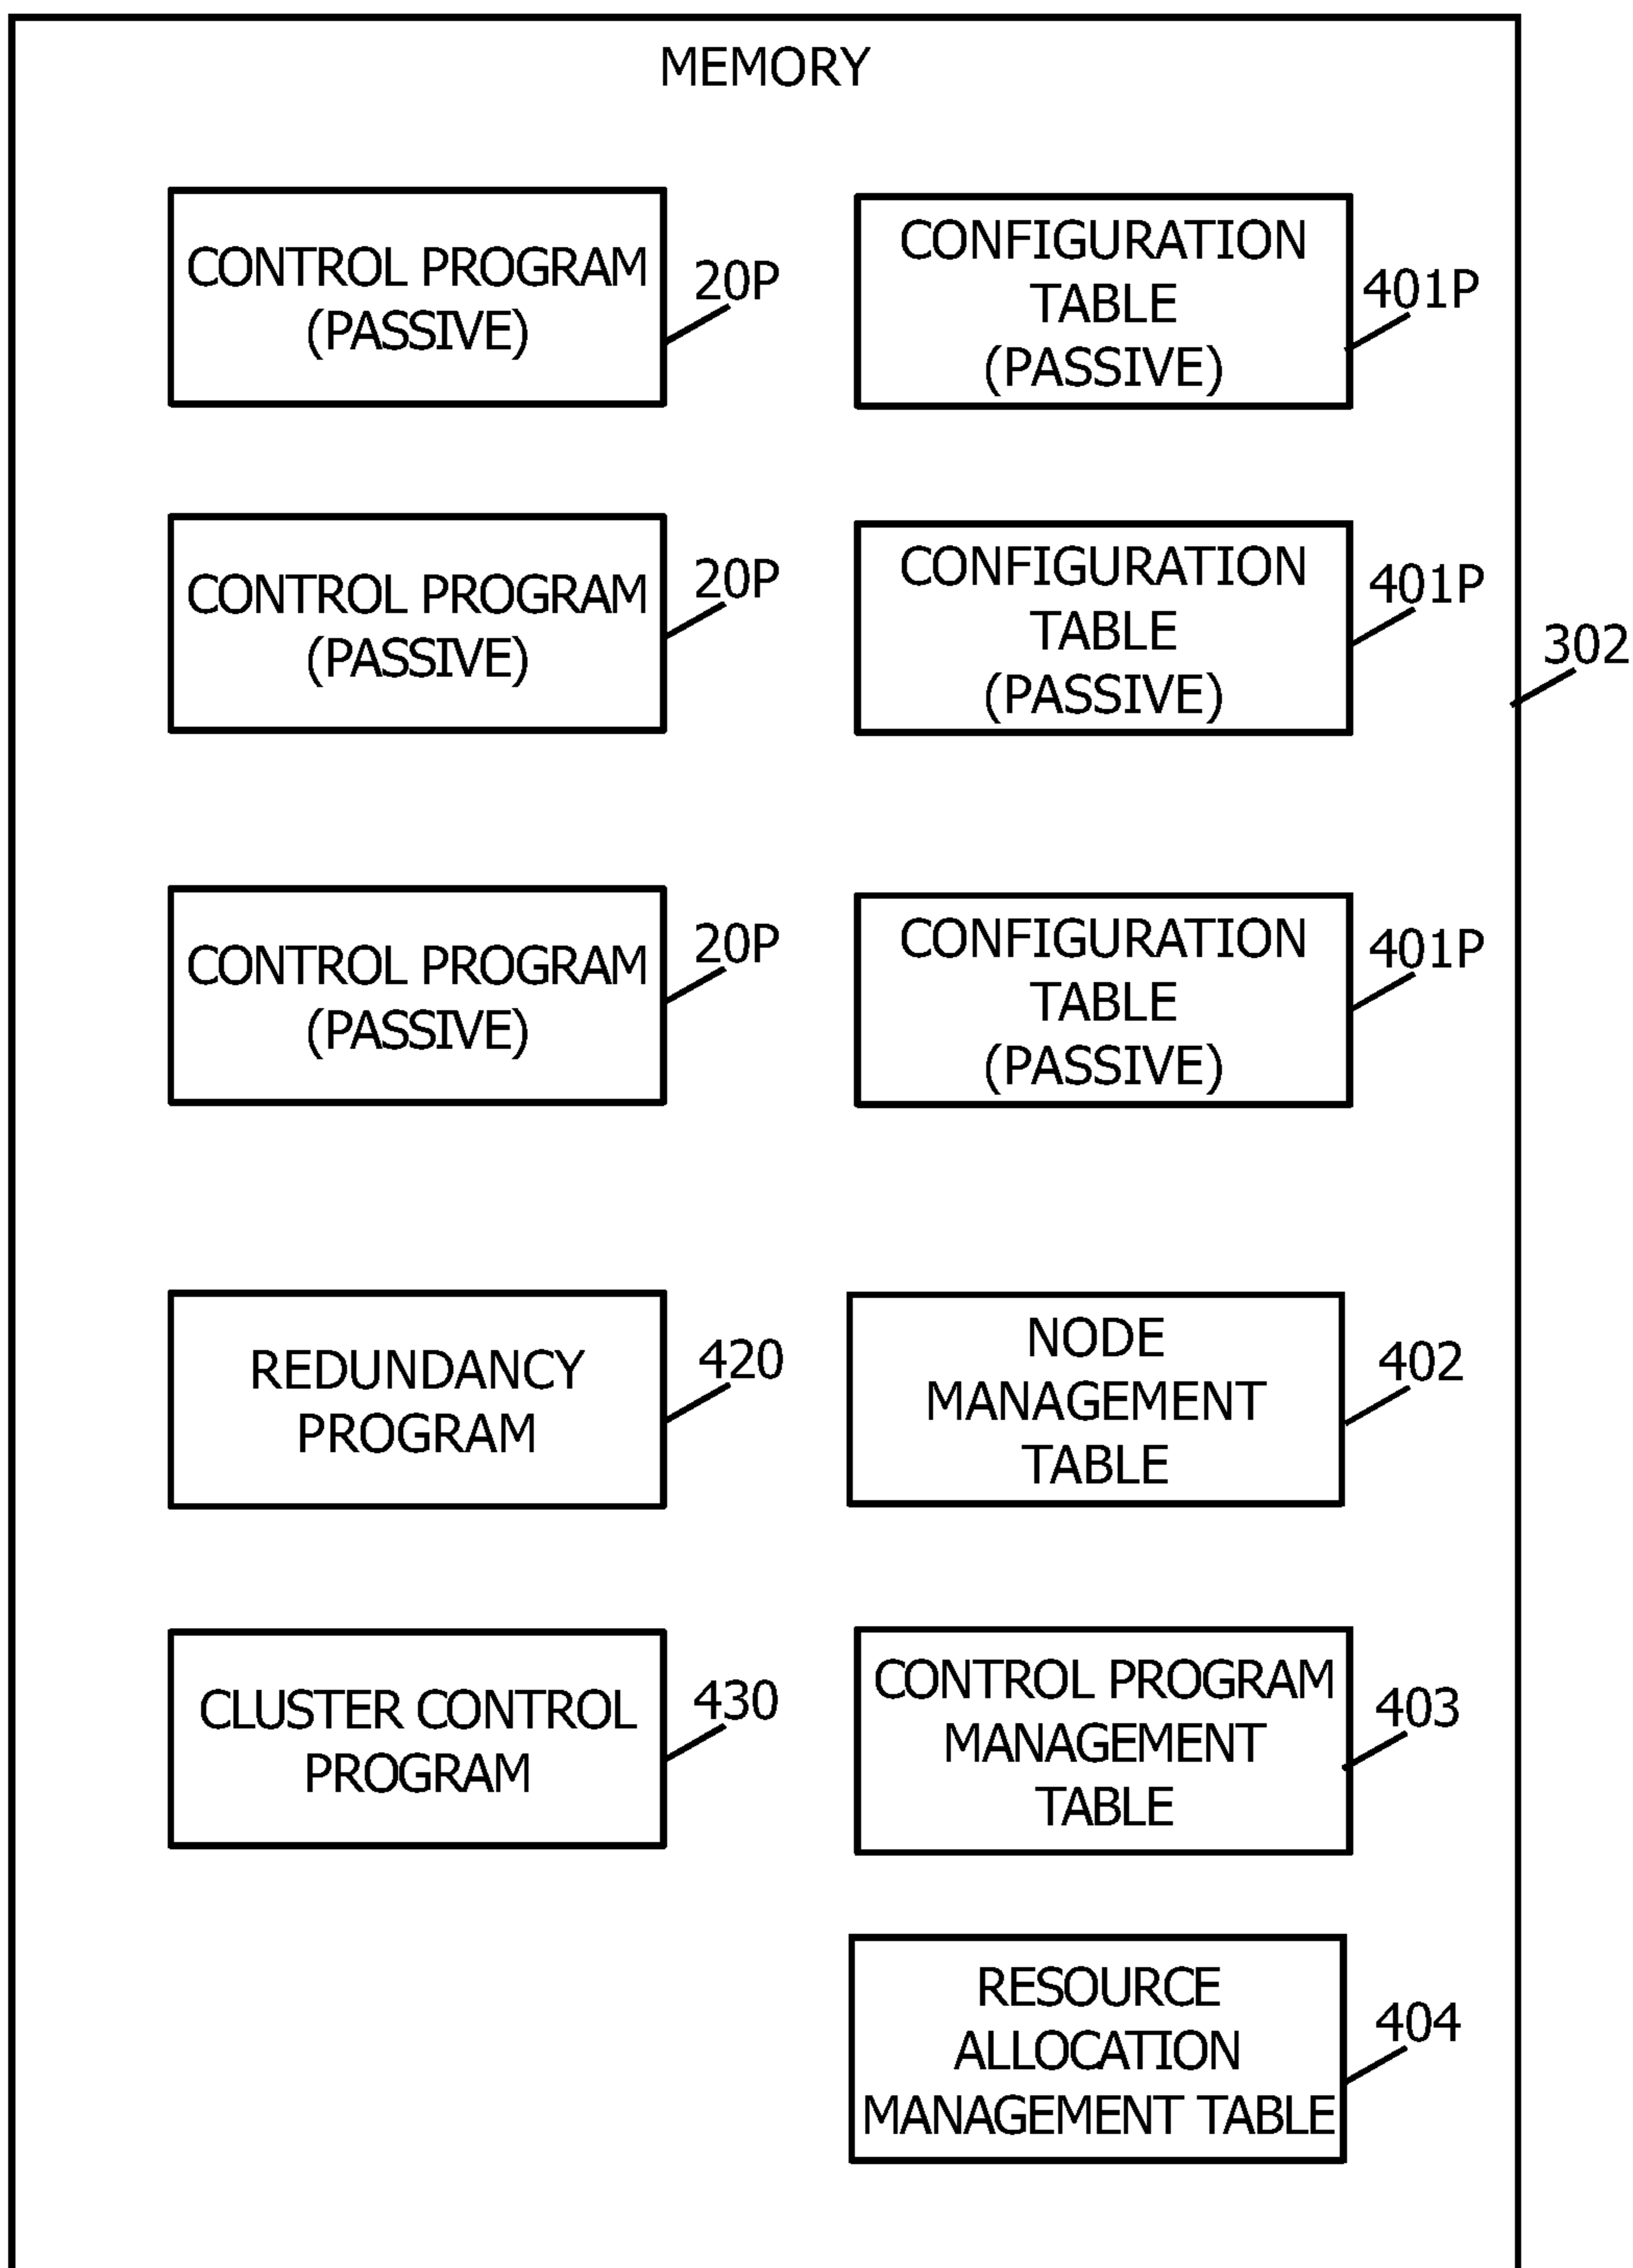 MEMORY
CONTROL PROGRAM
(PASSIVE)
20P
CONFIGURATION
TABLE
(PASSIVE)
401P
CONTROL PROGRAM
(PASSIVE)
20P
CONFIGURATION
TABLE
(PASSIVE)
401P
302
CONTROL PROGRAM
(PASSIVE)
20P
CONFIGURATION
TABLE
(PASSIVE)
401P
REDUNDANCY
PROGRAM
420
NODE
MANAGEMENT
TABLE
402
CLUSTER CONTROL
PROGRAM
430
CONTROL PROGRAM
MANAGEMENT
TABLE
403
RESOURCE
ALLOCATION
MANAGEMENT TABLE
404